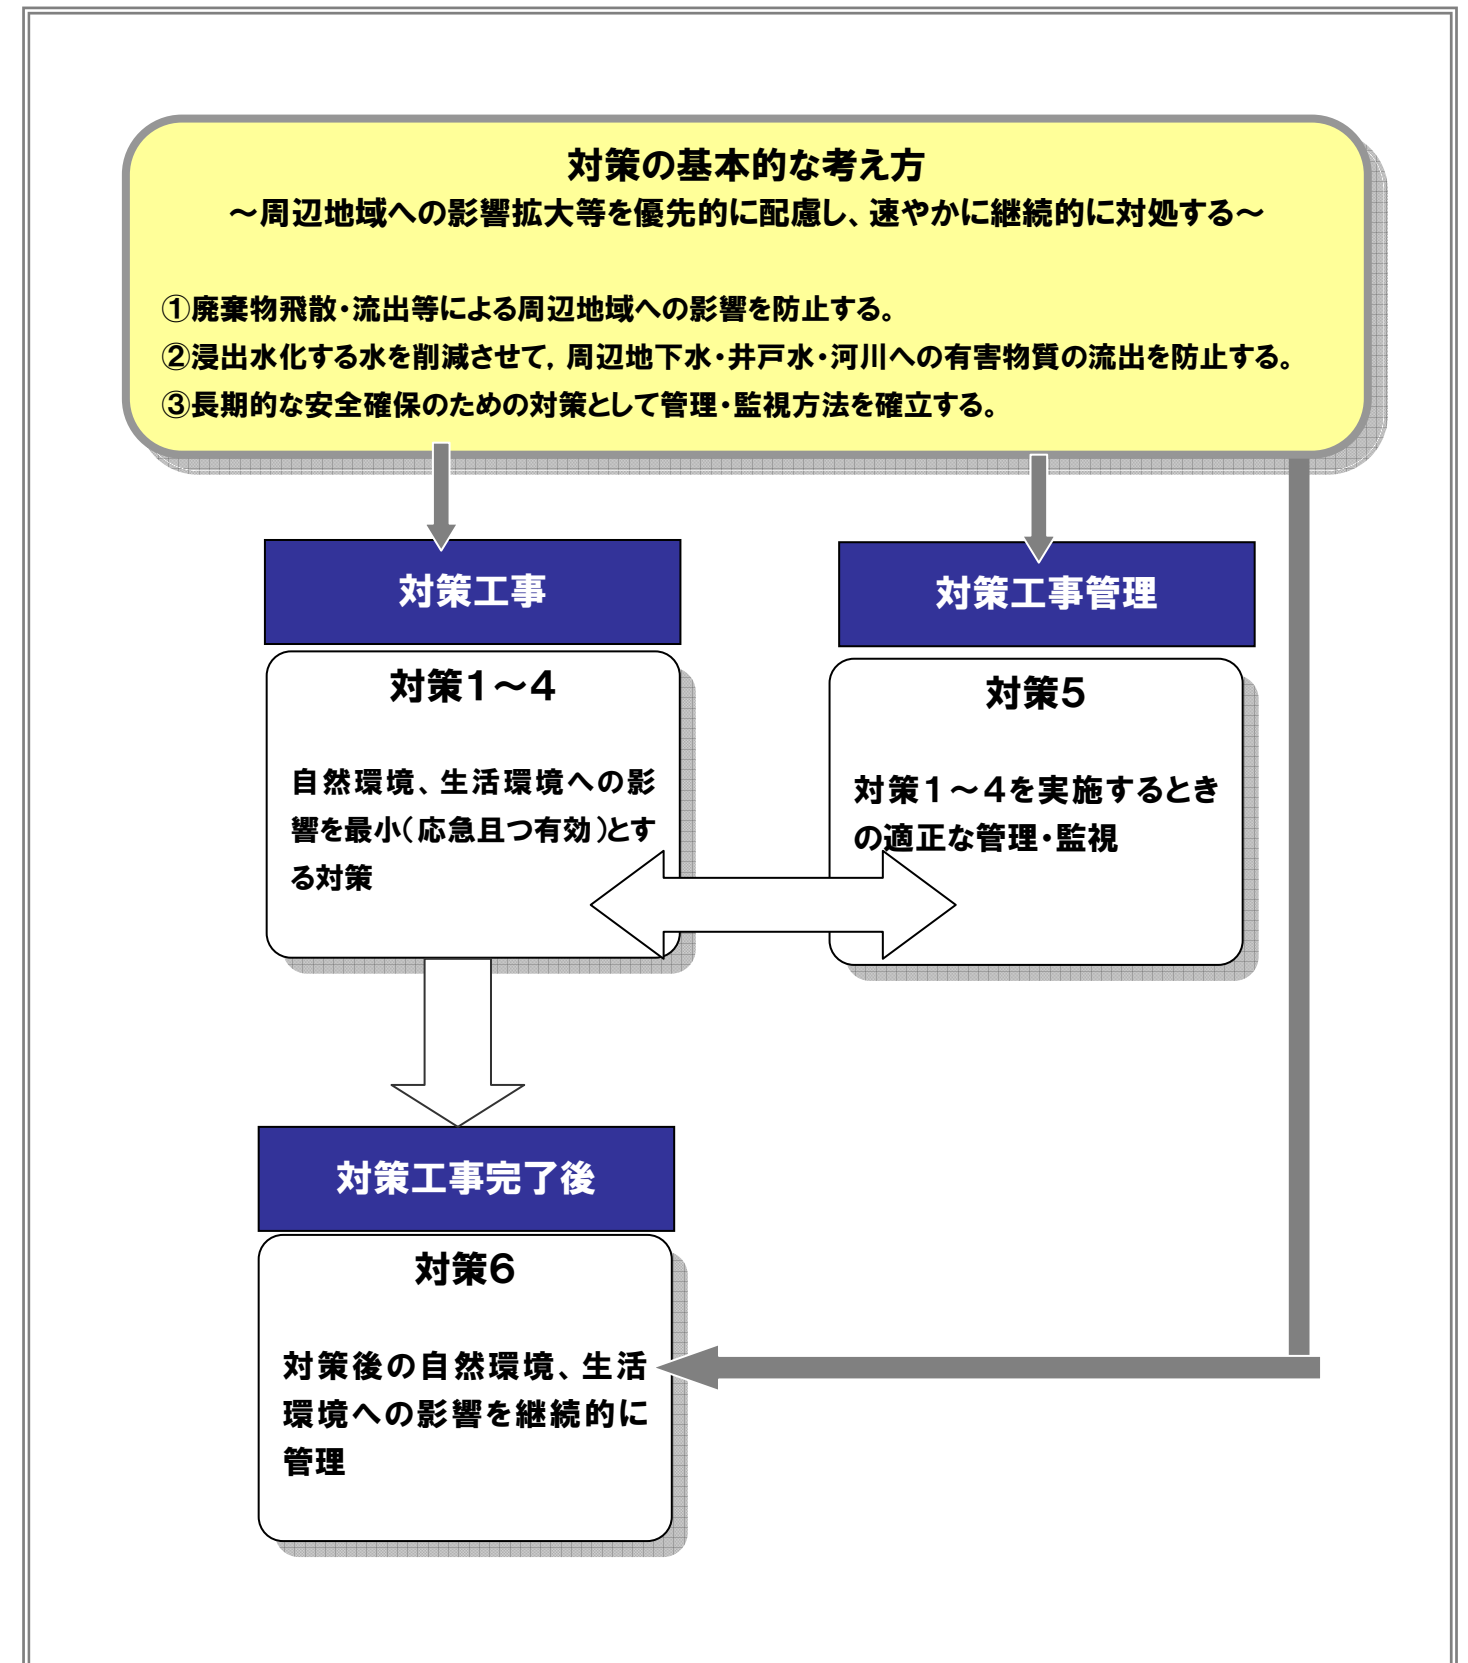 対策の基本的な考え方
～周辺地域への影響拡大等を優先的に配慮し、速やかに継続的に対処する～
①廃棄物飛散・流出等による周辺地域への影響を防止する。
②浸出水化する水を削減させて，周辺地下水・井戸水・河川への有害物質の流出を防止する。
③長期的な安全確保のための対策として管理・監視方法を確立する。
対策工事
対策１～４
自然環境、生活環境への影
響を最小（応急且つ有効）とす
る対策
対策工事管理
対策５
対策１～４を実施するとき
の適正な管理・監視
対策工事完了後
対策６
対策後の自然環境、生活
環境への影響を継続的に
管理